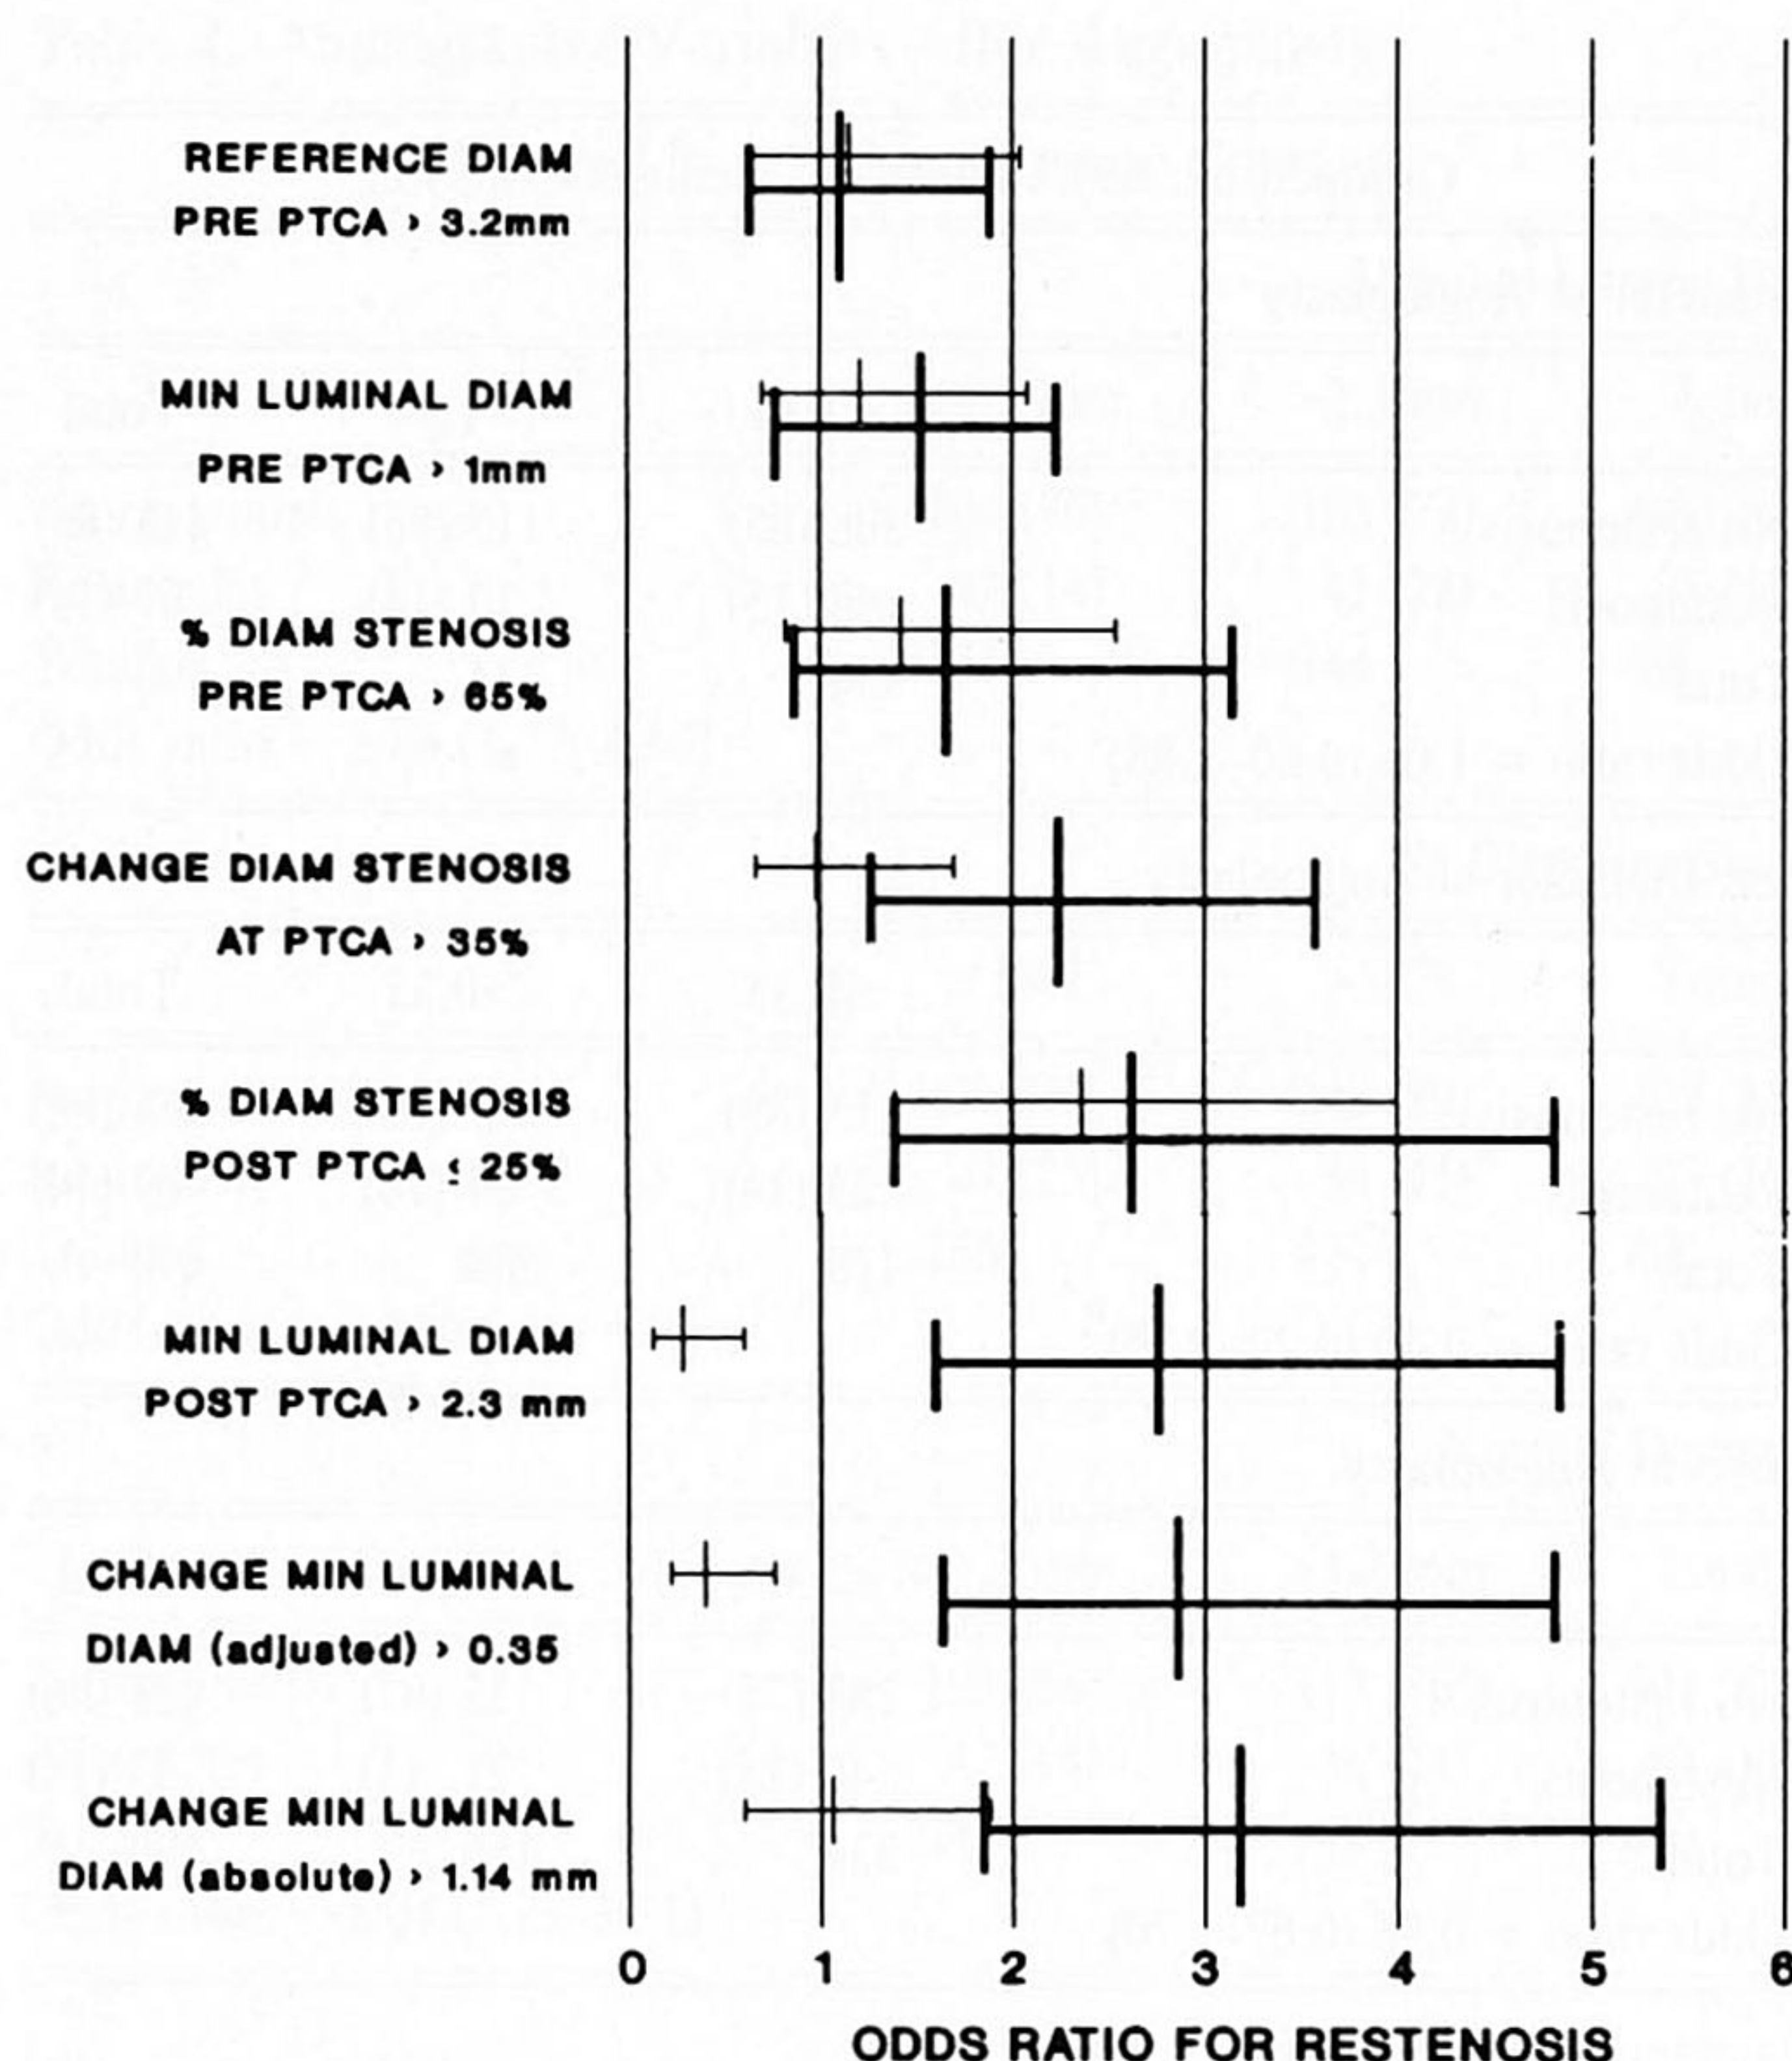 REFERENCE DIAM
PRE PTCA > 3.2mm
MIN LUMINAL DIAM
PRE PTCA > 1mm
% DIAM STENOSIS
PRE PTCA > 65%
CHANGE DIAM STENOSIS
AT PTCA > 35%
% DIAM STENOSIS
POST PTCA ≤ 25%
MIN LUMINAL DIAM
POST PTCA > 2.3 mm
CHANGE MIN LUMINAL
DIAM (adjusted) > 0.35
CHANGE MIN LUMINAL
DIAM (absolute) > 1.14 mm
0 1 2 3 4 5 6
ODDS RATIO FOR RESTENOSIS